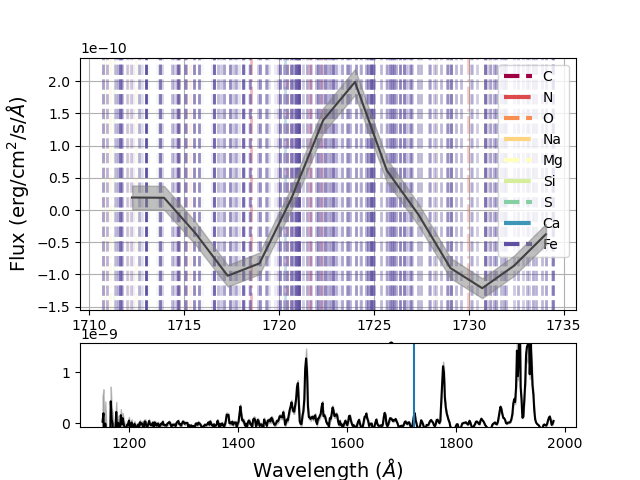 1e−10
2.0
1.5
1.0
0.5
0.0
−0.5
−1.0
−1.5
Flux (erg/cm²/s/Å)
C
N
O
Na
Mg
Si
S
Ca
Fe
1710 1715 1720 1725 1730 1735
1e−9
1
0
1200 1400 1600 1800 2000
Wavelength (Å)